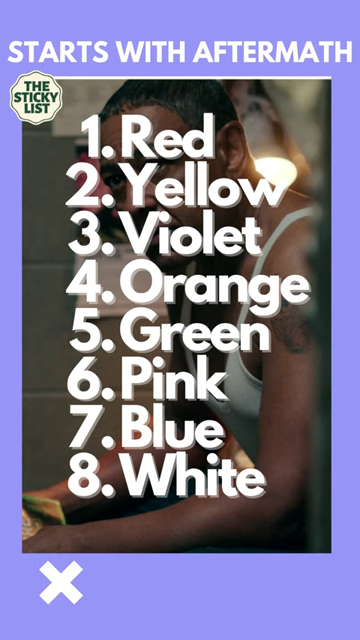 STARTS WITH AFTERMATH
THE
STICKY
LIST
1. Red
2. Yellow
3. Violet
4. Orange
5. Green
6. Pink
7. Blue
8. White